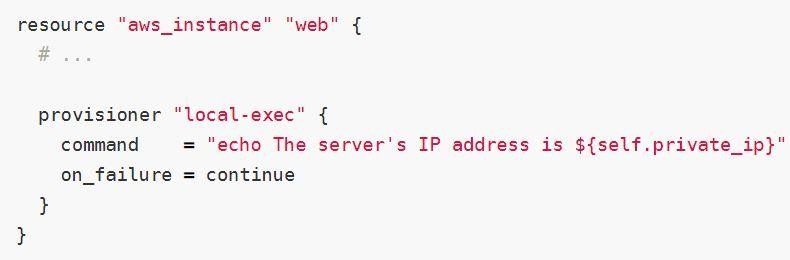 resource "aws_instance" "web" {
  # ...

  provisioner "local-exec" {
    command    = "echo The server's IP address is ${self.private_ip}"
    on_failure = continue
  }
}